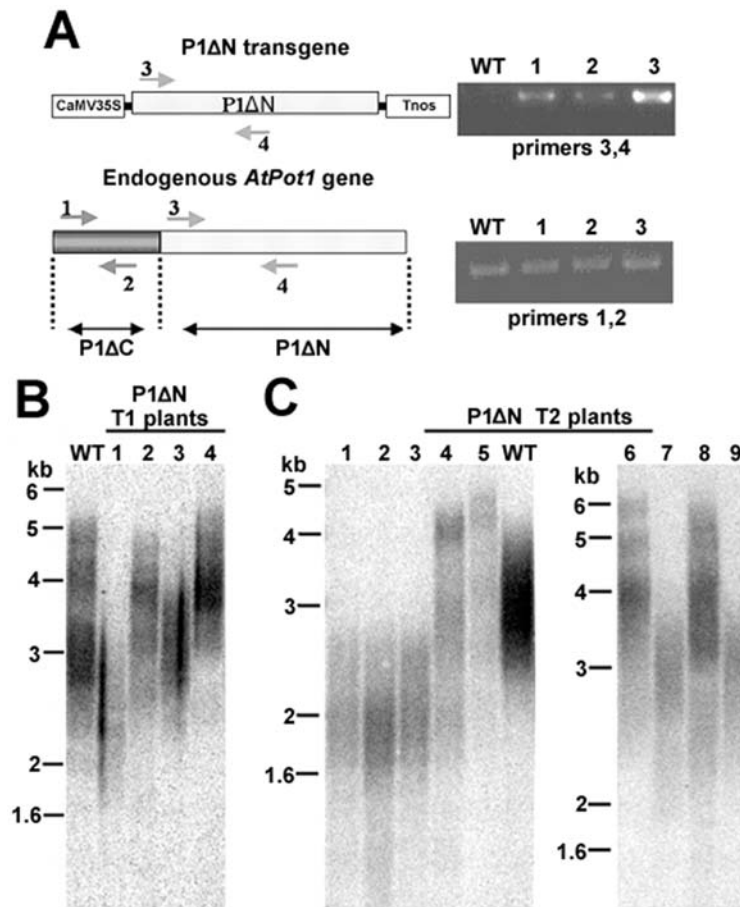 A
P1ΔN transgene
3
CaMV35S P1ΔN Tnos
4
WT 1 2 3
primers 3,4
Endogenous AtPot1 gene
1 3
2 4
P1ΔC P1ΔN
WT 1 2 3
primers 1,2
B
P1ΔN
T1 plants
WT 1 2 3 4
kb
6
5
4
3
2
1.6
C
P1ΔN T2 plants
1 2 3 4 5 WT
kb
5
4
3
2
1.6
6 7 8 9
kb
6
5
4
3
2
1.6